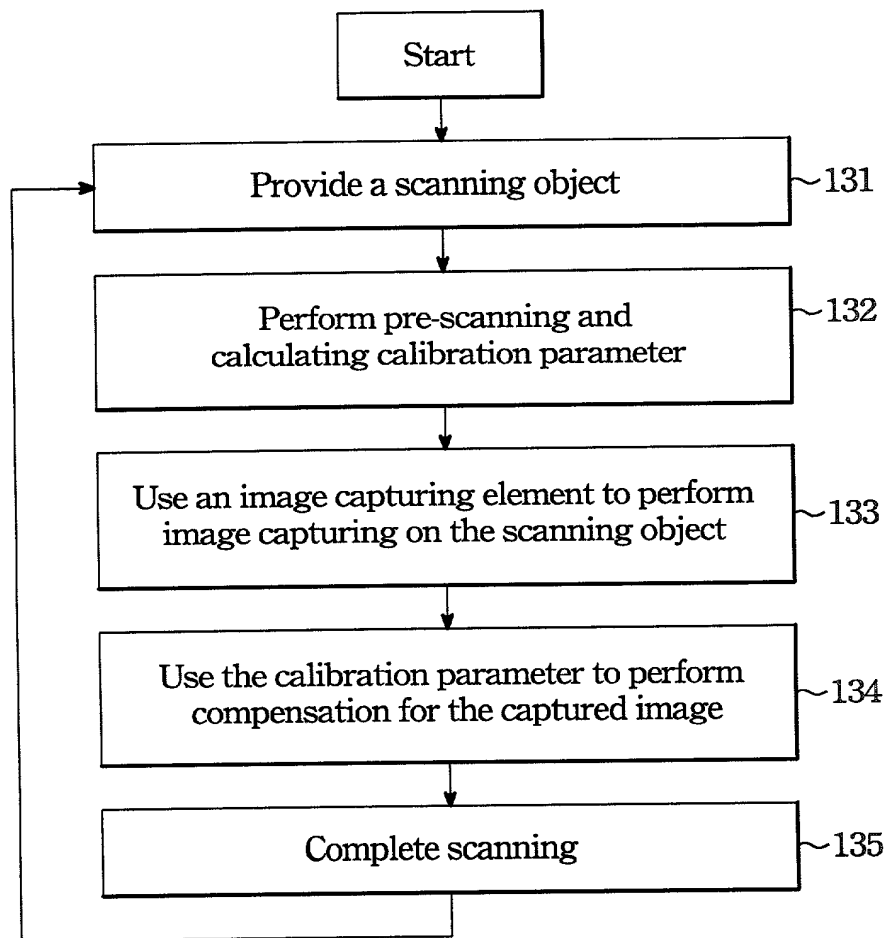 Start
Provide a scanning object
131
Perform pre-scanning and
calculating calibration parameter
132
Use an image capturing element to perform
image capturing on the scanning object
133
Use the calibration parameter to perform
compensation for the captured image
134
Complete scanning
135